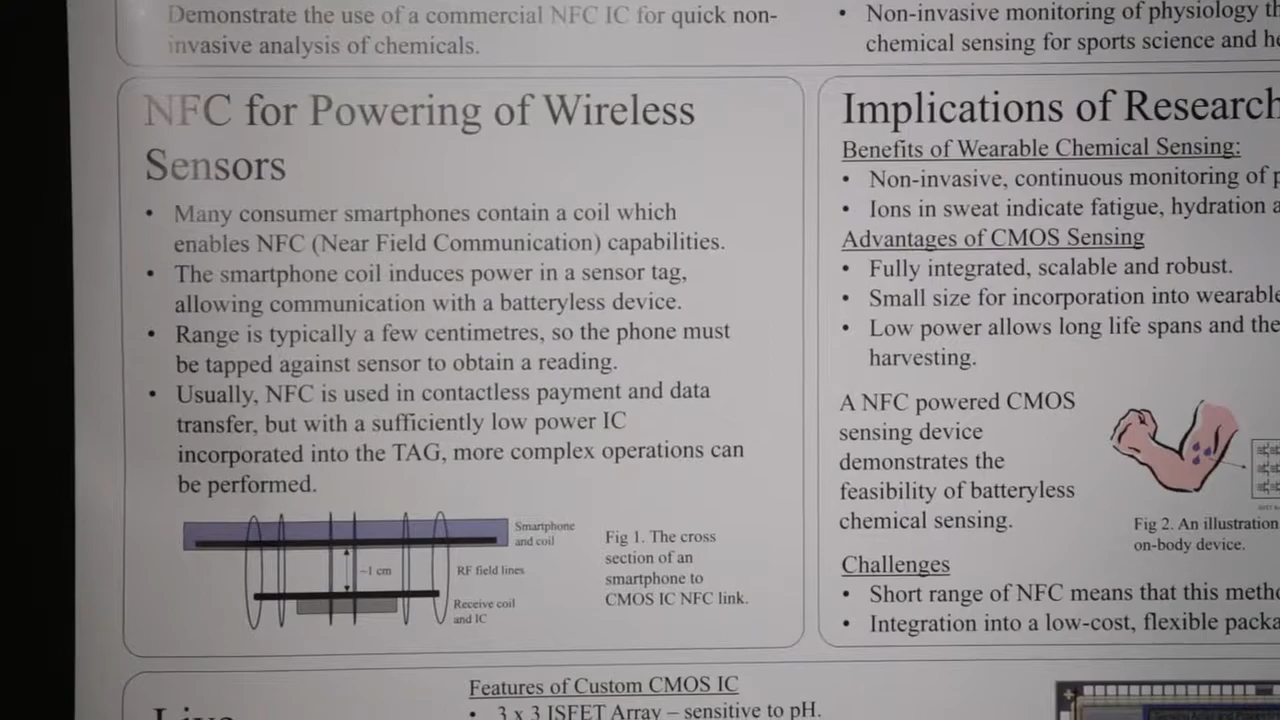 Demonstrate the use of a commercial NFC IC for quick non-
invasive analysis of chemicals.
• Non-invasive monitoring of physiology
chemical sensing for sports science and
NFC for Powering of Wireless
Sensors
• Many consumer smartphones contain a coil which
enables NFC (Near Field Communication) capabilities.
• The smartphone coil induces power in a sensor tag,
allowing communication with a batteryless device.
• Range is typically a few centimetres, so the phone must
be tapped against sensor to obtain a reading.
• Usually, NFC is used in contactless payment and data
transfer, but with a sufficiently low power IC
incorporated into the TAG, more complex operations can
be performed.
Smartphone
and coil
~1 cm
RF field lines
Receive coil
and IC
Fig 1. The cross
section of an
smartphone to
CMOS IC NFC link.
Implications of Research
Benefits of Wearable Chemical Sensing:
• Non-invasive, continuous monitoring of
• Ions in sweat indicate fatigue, hydration
Advantages of CMOS Sensing
• Fully integrated, scalable and robust.
• Small size for incorporation into wearable
• Low power allows long life spans and
harvesting.
A NFC powered CMOS
sensing device
demonstrates the
feasibility of batteryless
chemical sensing.
Fig 2. An illustration
on-body device.
Challenges
• Short range of NFC means that this
• Integration into a low-cost, flexible
Live
Features of Custom CMOS IC
• 3 x 3 ISFET Array – sensitive to pH.